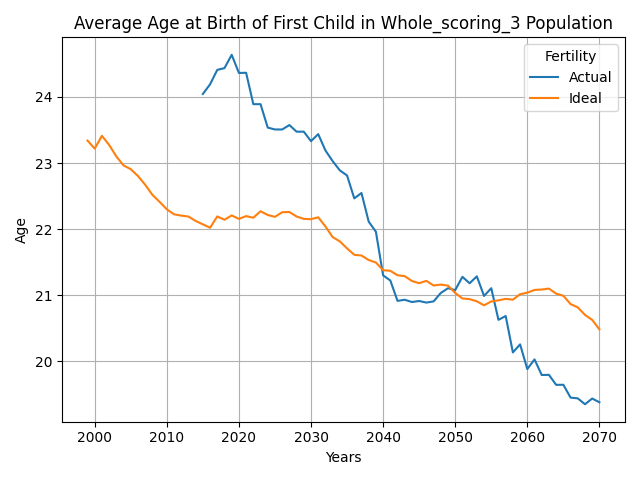 Average Age at Birth of First Child in Whole_scoring_3 Population
Fertility
Actual
Ideal
24
23
22
21
20
Age
2000 2010 2020 2030 2040 2050 2060 2070
Years